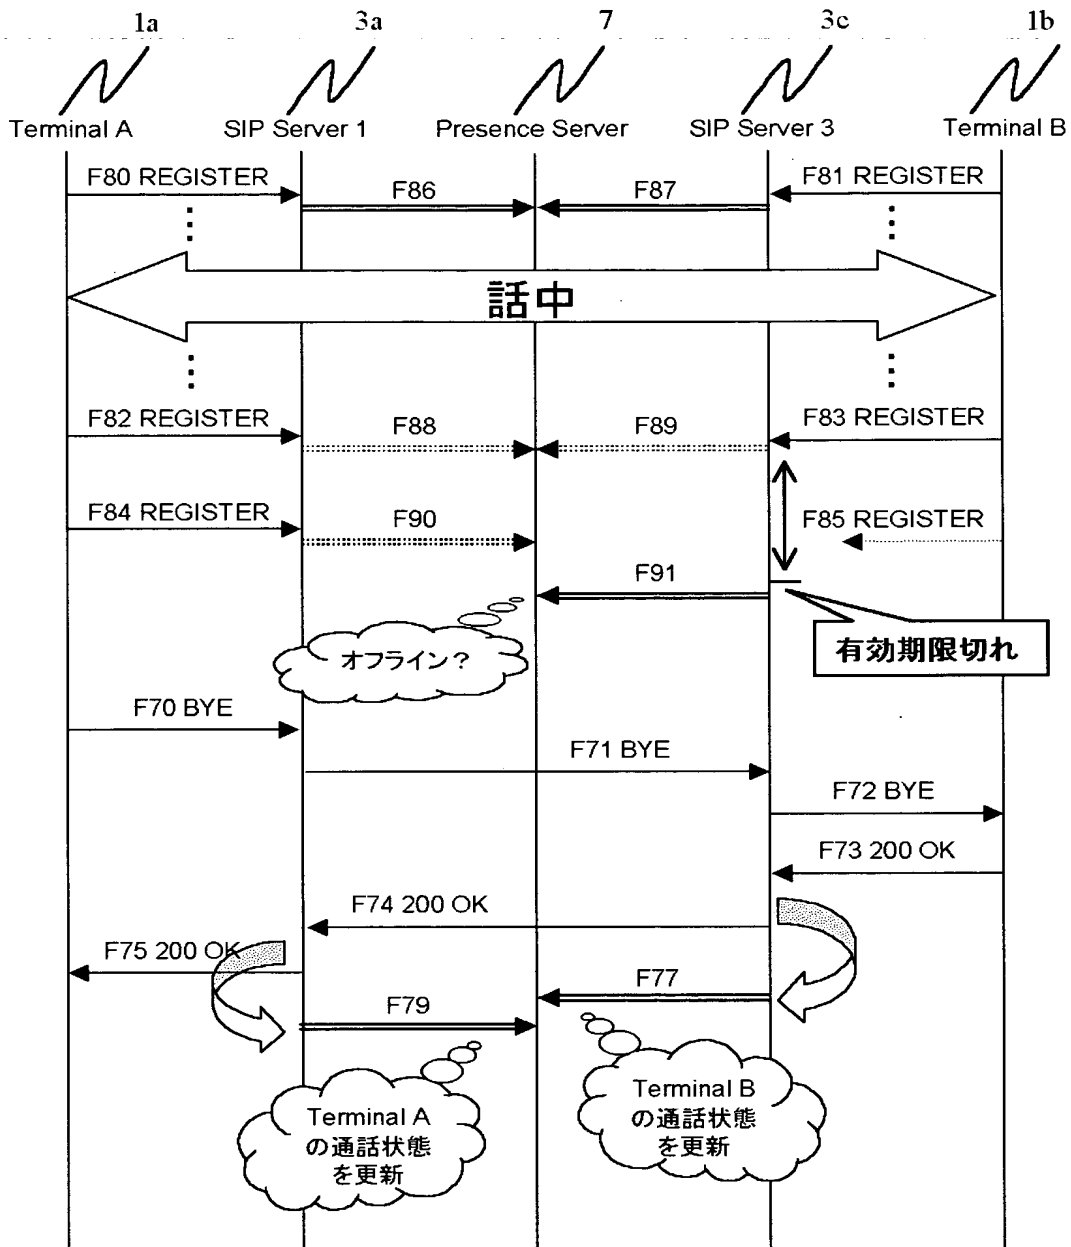 1a 3a 7 3c 1b
Terminal A SIP Server 1 Presence Server SIP Server 3 Terminal B
F80 REGISTER F86 F87 F81 REGISTER
話中
F82 REGISTER F88 F89 F83 REGISTER
F84 REGISTER F90 F85 REGISTER
F91
オフライン?
有効期限切れ
F70 BYE
F71 BYE
F72 BYE
F73 200 OK
F74 200 OK
F75 200 OK
F77
F79
Terminal B
の通話状態
を更新
Terminal A
の通話状態
を更新